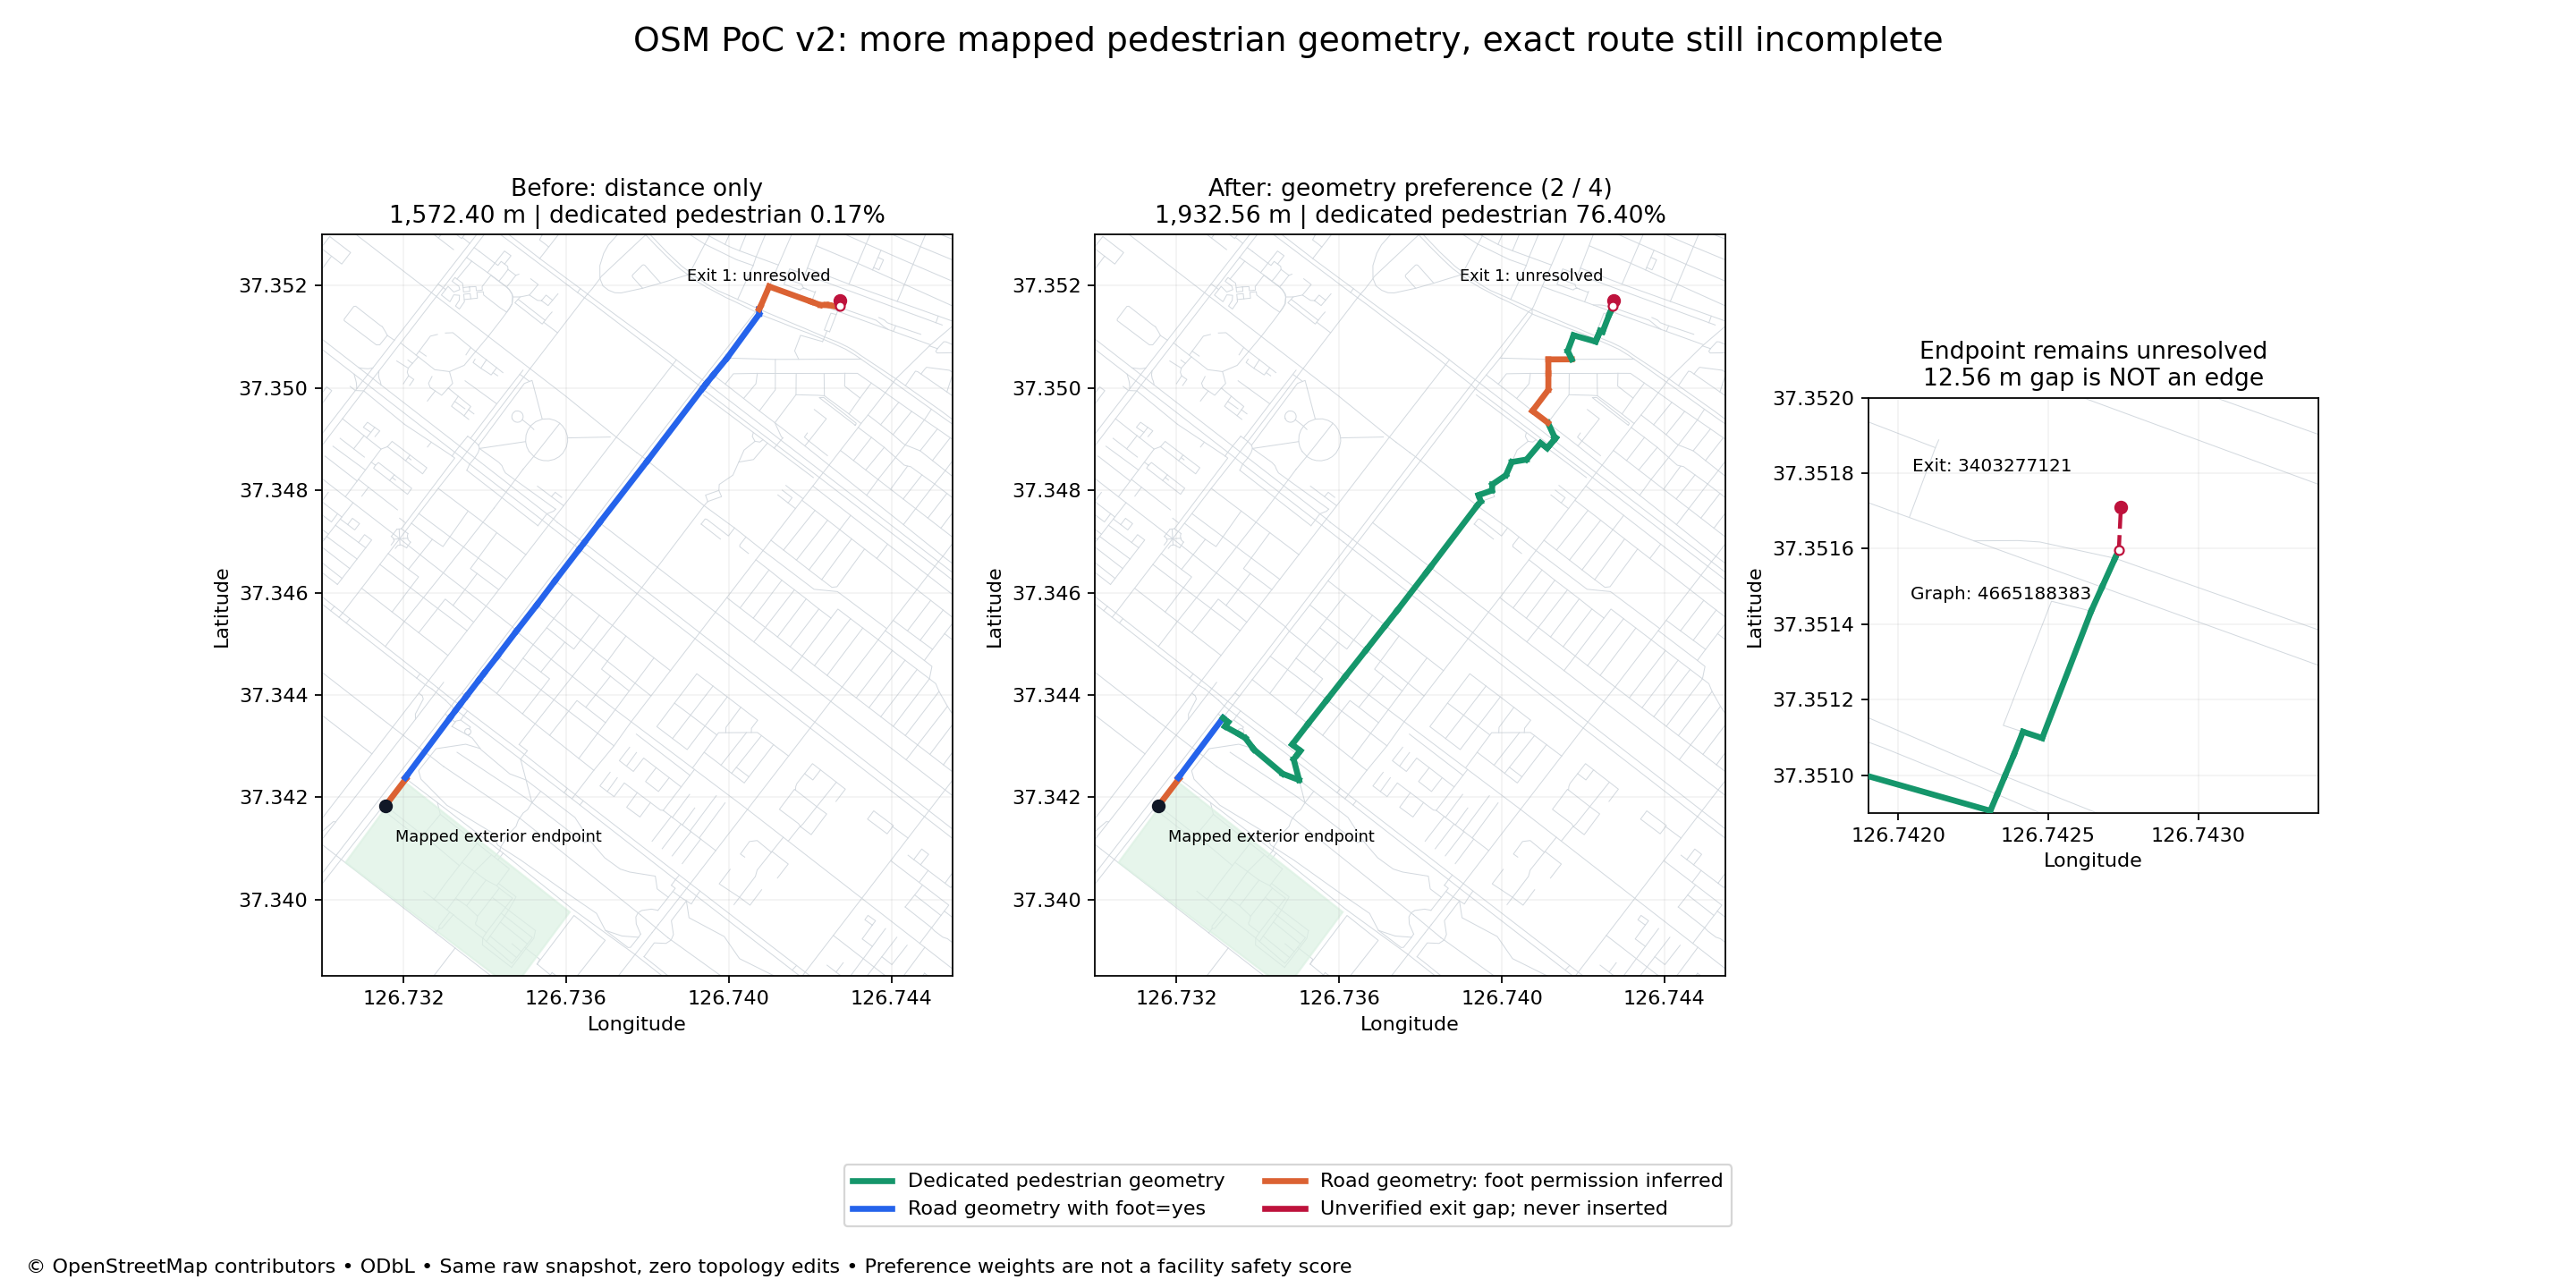 OSM PoC v2: more mapped pedestrian geometry, exact route still incomplete
Before: distance only
1,572.40 m | dedicated pedestrian 0.17%
Exit 1: unresolved
Mapped exterior endpoint
37.352
37.350
37.348
37.346
37.344
37.342
37.340
Latitude
126.732
126.736
126.740
126.744
Longitude
After: geometry preference (2 / 4)
1,932.56 m | dedicated pedestrian 76.40%
Exit 1: unresolved
Mapped exterior endpoint
37.352
37.350
37.348
37.346
37.344
37.342
37.340
Latitude
126.732
126.736
126.740
126.744
Longitude
Endpoint remains unresolved
12.56 m gap is NOT an edge
Exit: 3403277121
Graph: 4665188383
37.3520
37.3518
37.3516
37.3514
37.3512
37.3510
Latitude
126.7420
126.7425
126.7430
Longitude
Dedicated pedestrian geometry
Road geometry with foot=yes
Road geometry: foot permission inferred
Unverified exit gap; never inserted
© OpenStreetMap contributors • ODbL • Same raw snapshot, zero topology edits • Preference weights are not a facility safety score